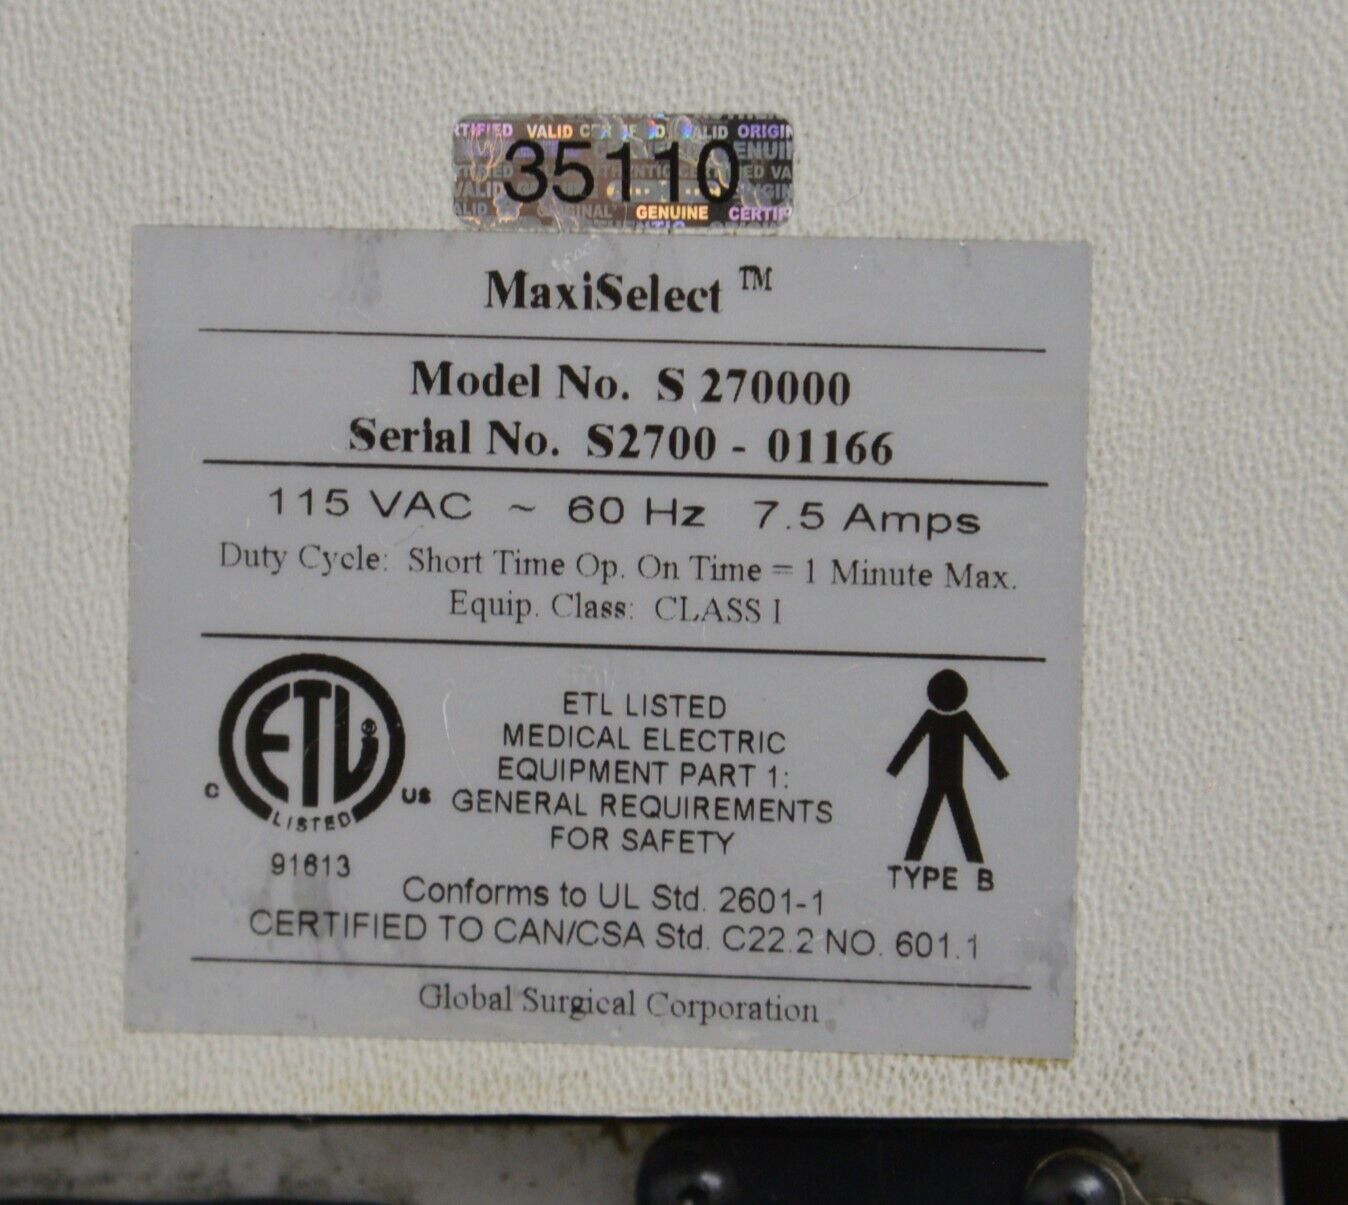 CERTIFIED VALID VALID ORIGIN
35110
GENUINE CERTIF
MaxiSelect ™
Model No. S 270000
Serial No. S2700 - 01166
115 VAC ~ 60 Hz 7.5 Amps
Duty Cycle: Short Time Op. On Time = 1 Minute Max.
Equip. Class: CLASS I
ETL
LISTED
C US
91613
ETL LISTED
MEDICAL ELECTRIC
EQUIPMENT PART 1:
GENERAL REQUIREMENTS
FOR SAFETY
TYPE B
Conforms to UL Std. 2601-1
CERTIFIED TO CAN/CSA Std. C22.2 NO. 601.1
Global Surgical Corporation